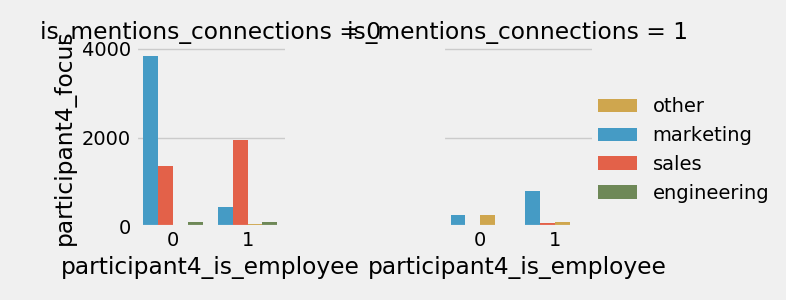 is_mentions_connections = 0
is_mentions_connections = 1
participant4_focus
4000
2000
0
0
1
0
1
participant4_is_employee
participant4_is_employee
other
marketing
sales
engineering